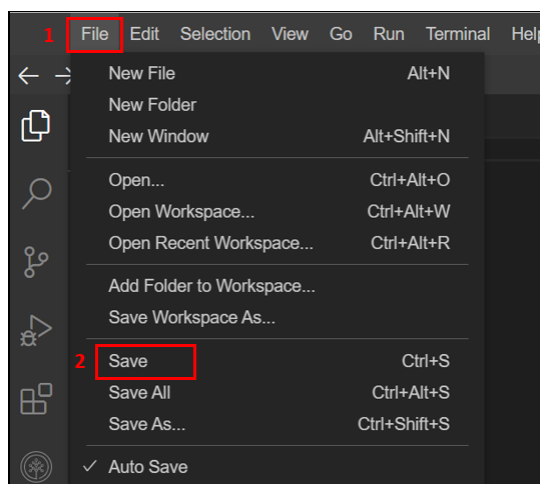 1 File Edit Selection View Go Run Terminal
New File Alt+N
New Folder
New Window Alt+Shift+N
Open... Ctrl+Alt+O
Open Workspace... Ctrl+Alt+W
Open Recent Workspace... Ctrl+Alt+R
Add Folder to Workspace...
Save Workspace As...
2 Save Ctrl+S
Save All Ctrl+Alt+S
Save As... Ctrl+Shift+S
✓ Auto Save